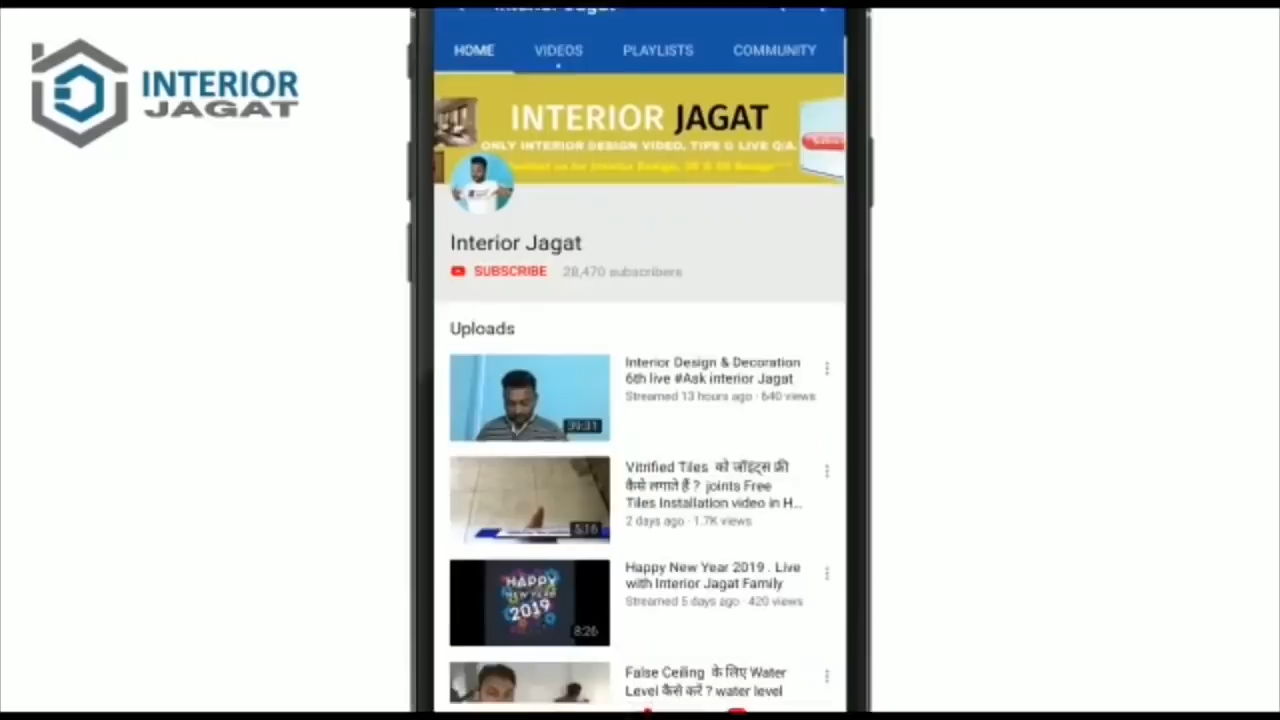 INTERIOR
JAGAT
HOME
VIDEOS
PLAYLISTS
COMMUNITY
INTERIOR JAGAT
ONLY INTERIOR DESIGN VIDEO, TIPS & LIVE Q/A.
Interior Jagat
SUBSCRIBE 28,470 subscribers
Uploads
39:31
Interior Design & Decoration
6th live #Ask interior Jagat
Streamed 13 hours ago · 640 views
5:16
Vitrified Tiles को जॉइंट्स फ्री
कैसे लगाते हैं ? joints Free
Tiles Installation video in H...
2 days ago · 1.7K views
HAPPY
NEW YEAR
2019
8:26
Happy New Year 2019 . Live
with Interior Jagat Family
Streamed 5 days ago · 420 views
False Ceiling के लिए Water
Level कैसे करें ? water level